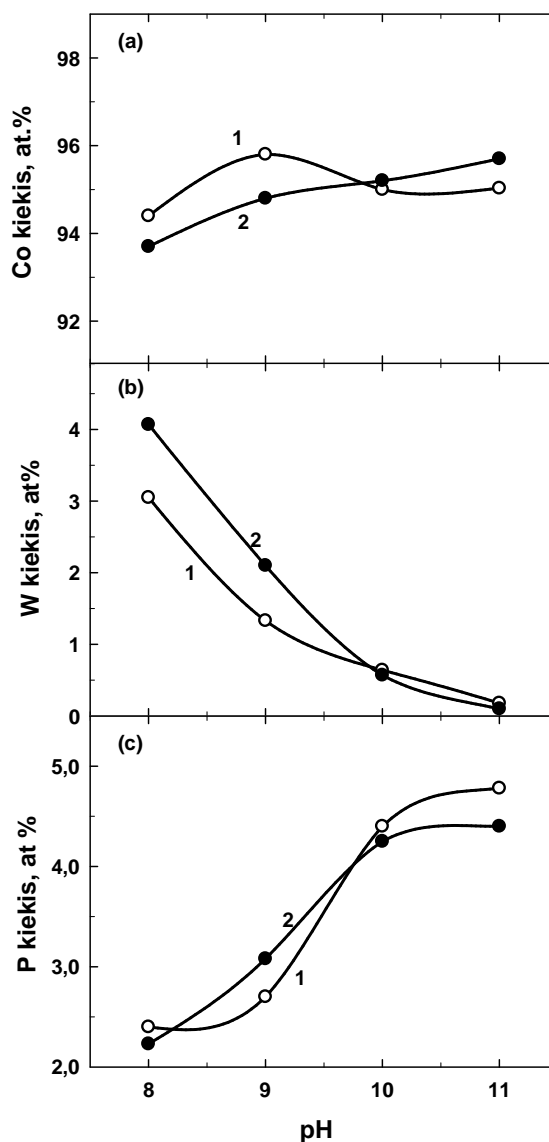 (a)
98
96
94
92
Co kiekis, at.%
1
2
(b)
4
3
2
1
0
W kiekis, at%
2
1
(c)
5,0
4,0
3,0
2,0
P kiekis, at %
2
1
8 9 10 11
pH